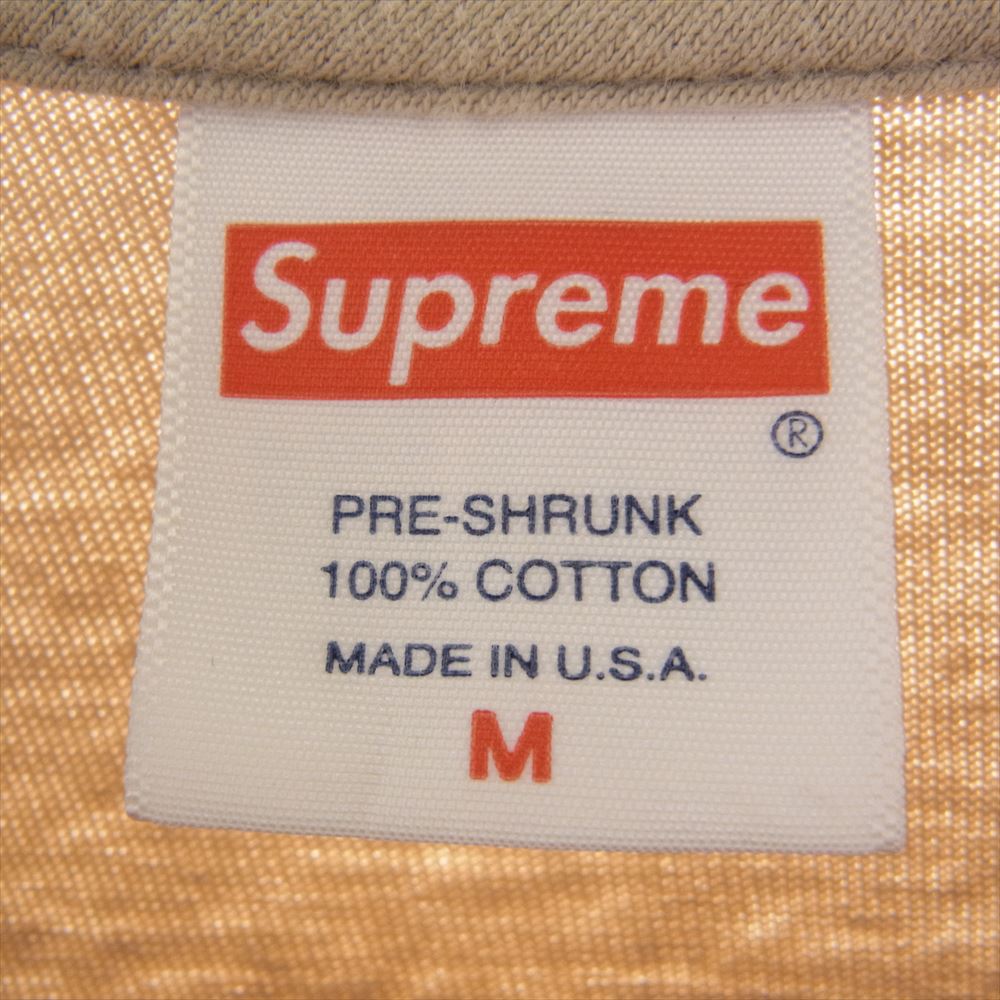 Supreme
®
PRE-SHRUNK
100% COTTON
MADE IN U.S.A.
M